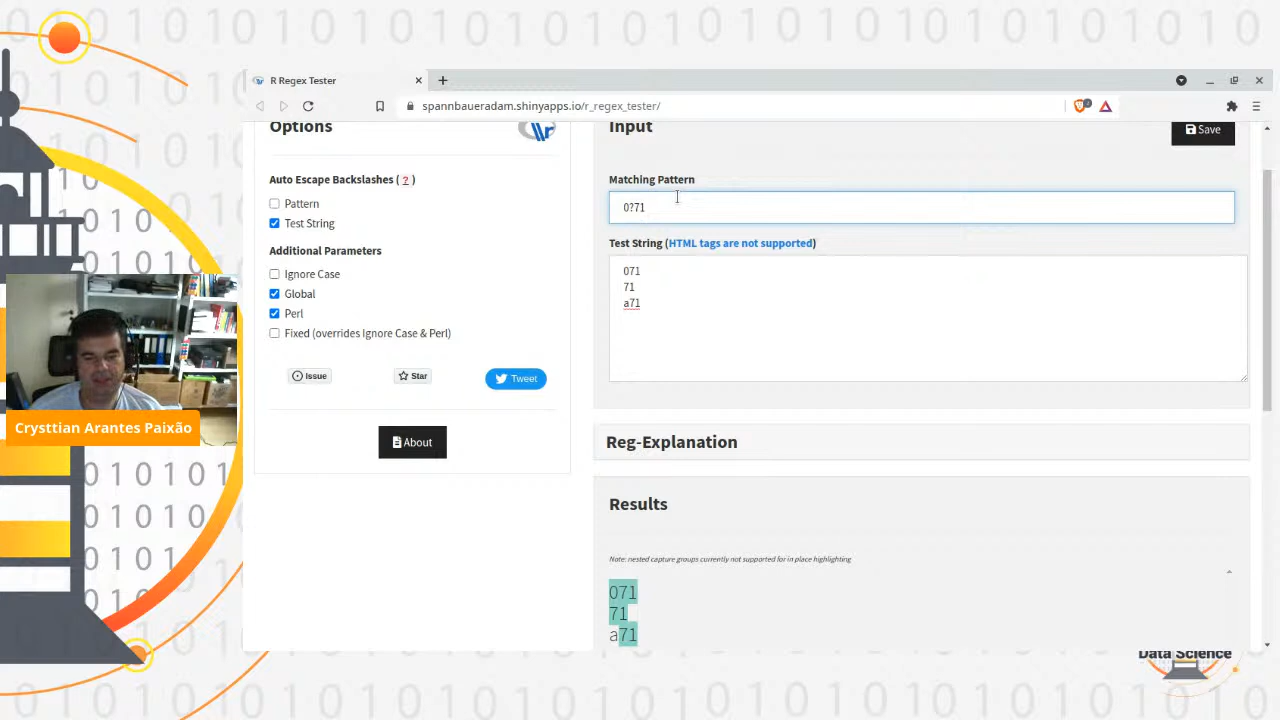 R Regex Tester
spannbaueradam.shinyapps.io/r_regex_tester/
Options
Auto Escape Backslashes ( ? )
Pattern
Test String
Additional Parameters
Ignore Case
Global
Perl
Fixed (overrides Ignore Case & Perl)
Issue
Star
Tweet
About
Input
Save
Matching Pattern
0?71
Test String (HTML tags are not supported)
071
71
a71
Reg-Explanation
Results
Note: nested capture groups currently not supported for in place highlighting
071
71
a71
Crysttian Arantes Paixão
Data Science